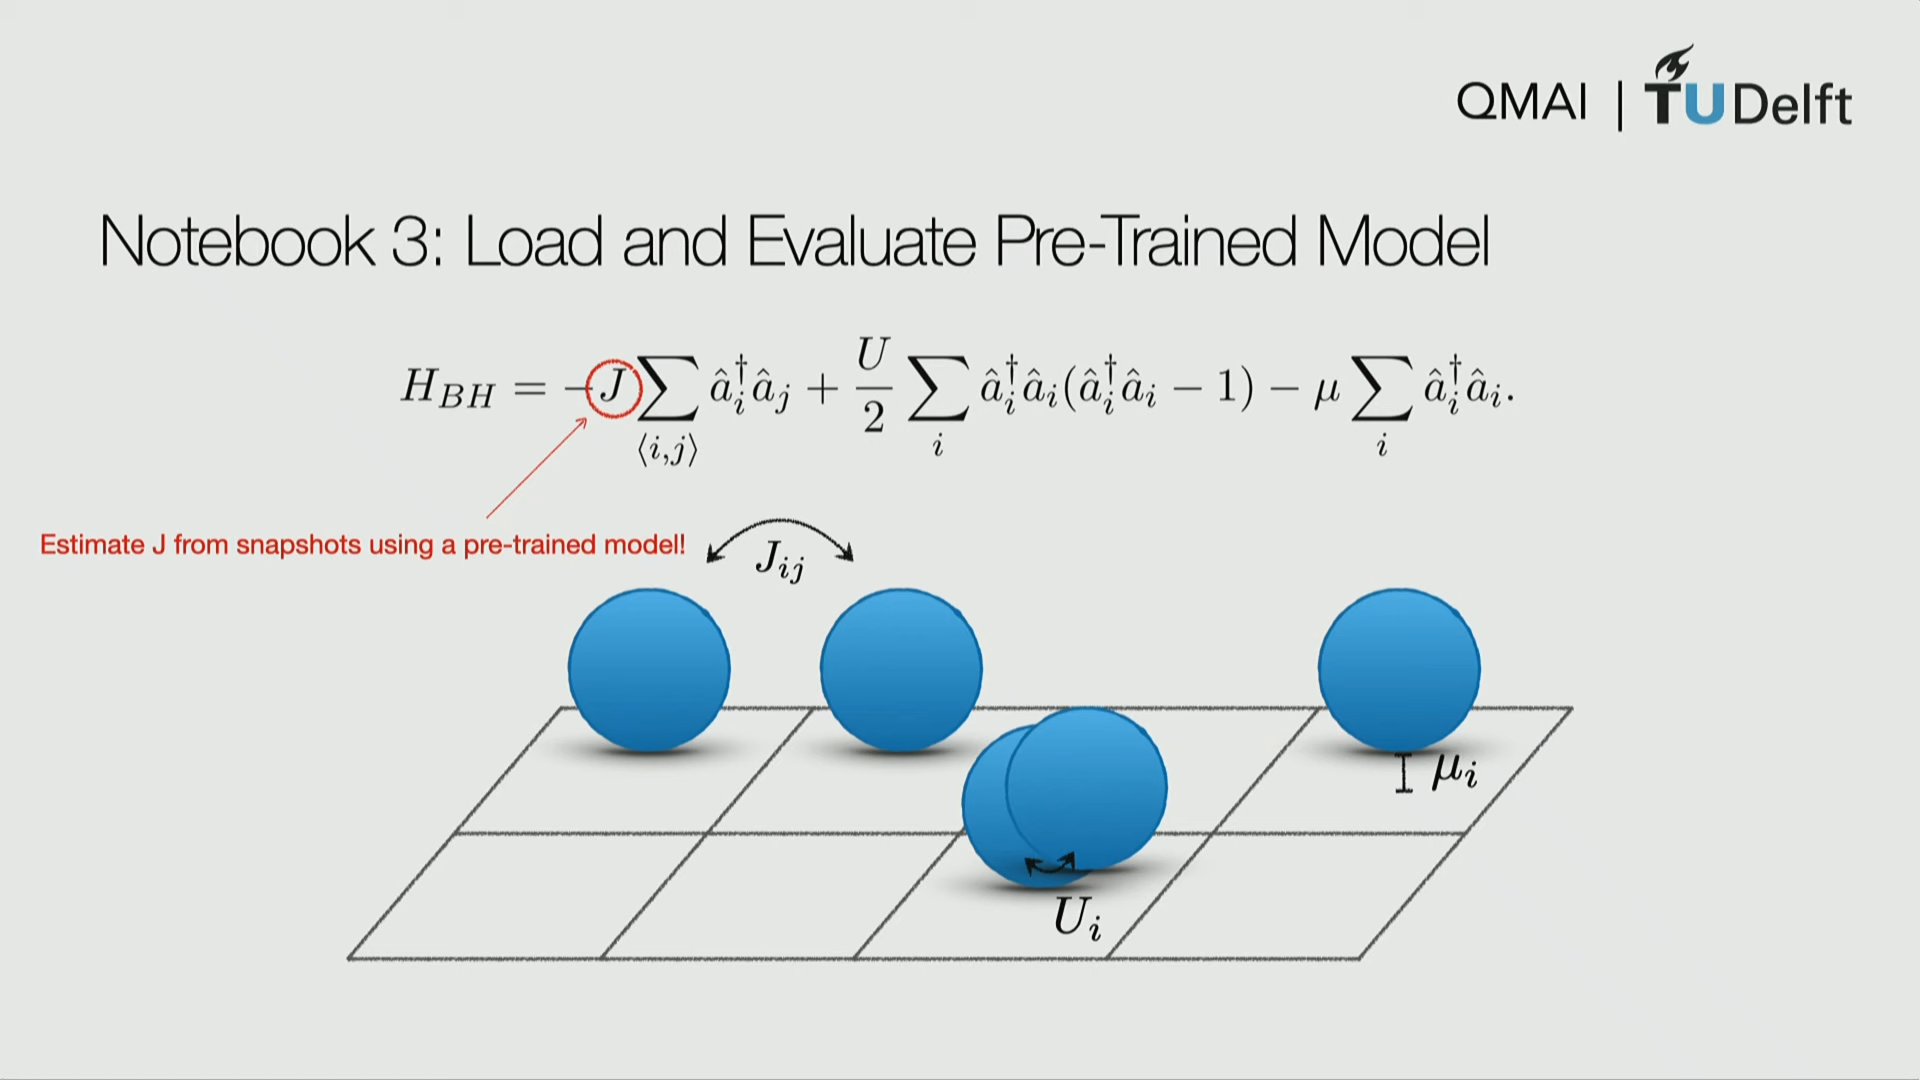 QMAI | TU Delft
Notebook 3: Load and Evaluate Pre-Trained Model
$H_{BH} = -J \sum_{\langle i,j \rangle} \hat{a}_i^\dagger \hat{a}_j + \frac{U}{2} \sum_i \hat{a}_i^\dagger \hat{a}_i (\hat{a}_i^\dagger \hat{a}_i - 1) - \mu \sum_i \hat{a}_i^\dagger \hat{a}_i.$
Estimate J from snapshots using a pre-trained model!
$J_{ij}$
$\mu_i$
$U_i$